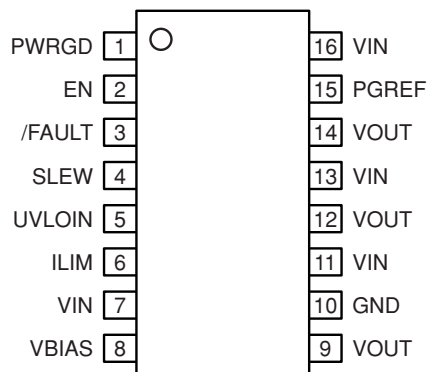 PWRGD 1 16 VIN
EN 2 15 PGREF
/FAULT 3 14 VOUT
SLEW 4 13 VIN
UVLOIN 5 12 VOUT
ILIM 6 11 VIN
VIN 7 10 GND
VBIAS 8 9 VOUT